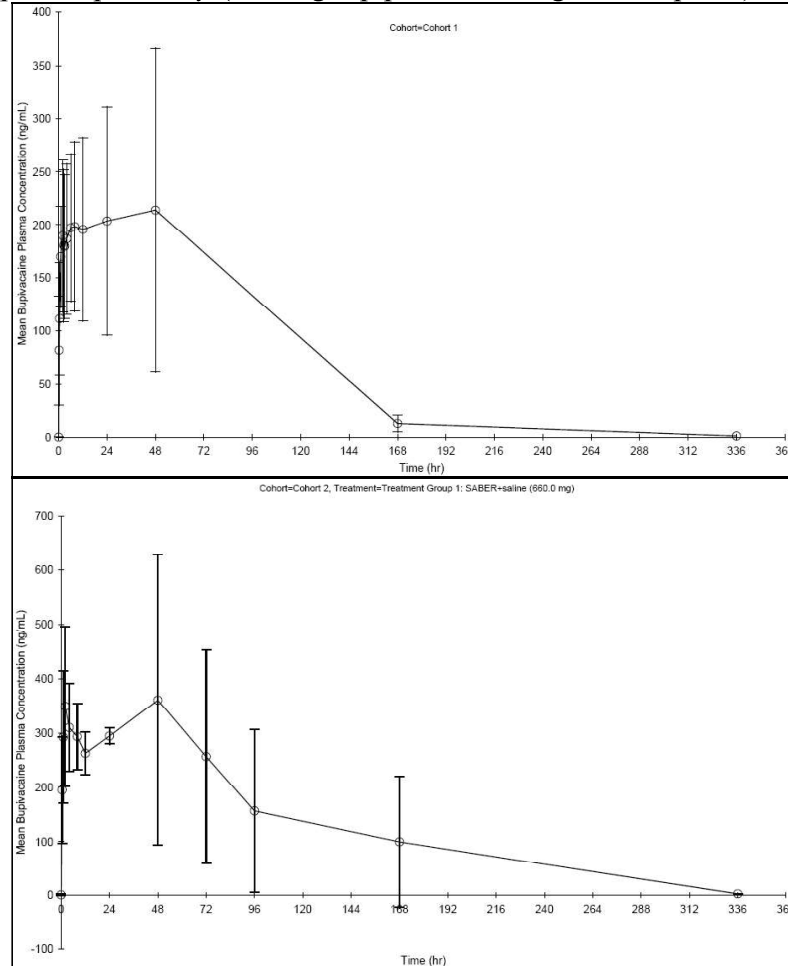 Cohort=Cohort 1
Mean Bupivacaine Plasma Concentration (ng/mL)
400
350
300
250
200
150
100
50
0
0 24 48 72 96 120 144 168 192 216 240 264 288 312 336 36
Time (hr)
Cohort=Cohort 2, Treatment=Treatment Group 1: SABER+saline (660.0 mg)
Mean Bupivacaine Plasma Concentration (ng/mL)
700
600
500
400
300
200
100
0
-100
0 24 48 72 96 120 144 168 192 216 240 264 288 312 336 36
Time (hr)